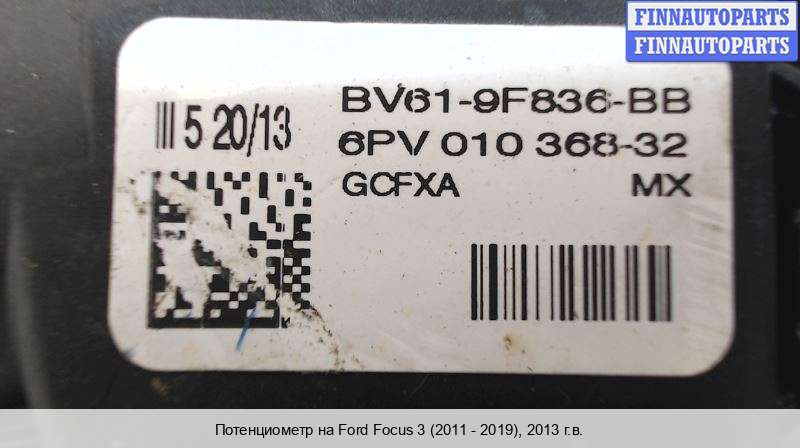 FINNAUTOPARTS
FINNAUTOPARTS
BV61-9F836-BB
5 20/13
6PV 010 368-32
GCFXA MX
Потенциометр на Ford Focus 3 (2011 - 2019), 2013 г.в.